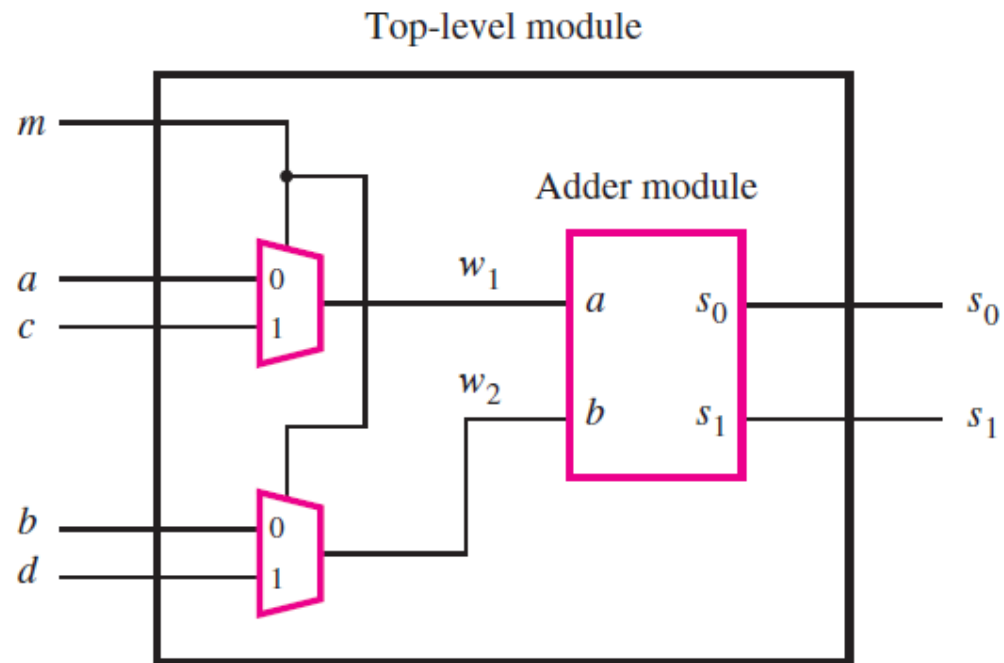 Top-level module
m
Adder module
a
0
w1
a
s0
s0
c
1
w2
b
s1
s1
b
0
d
1